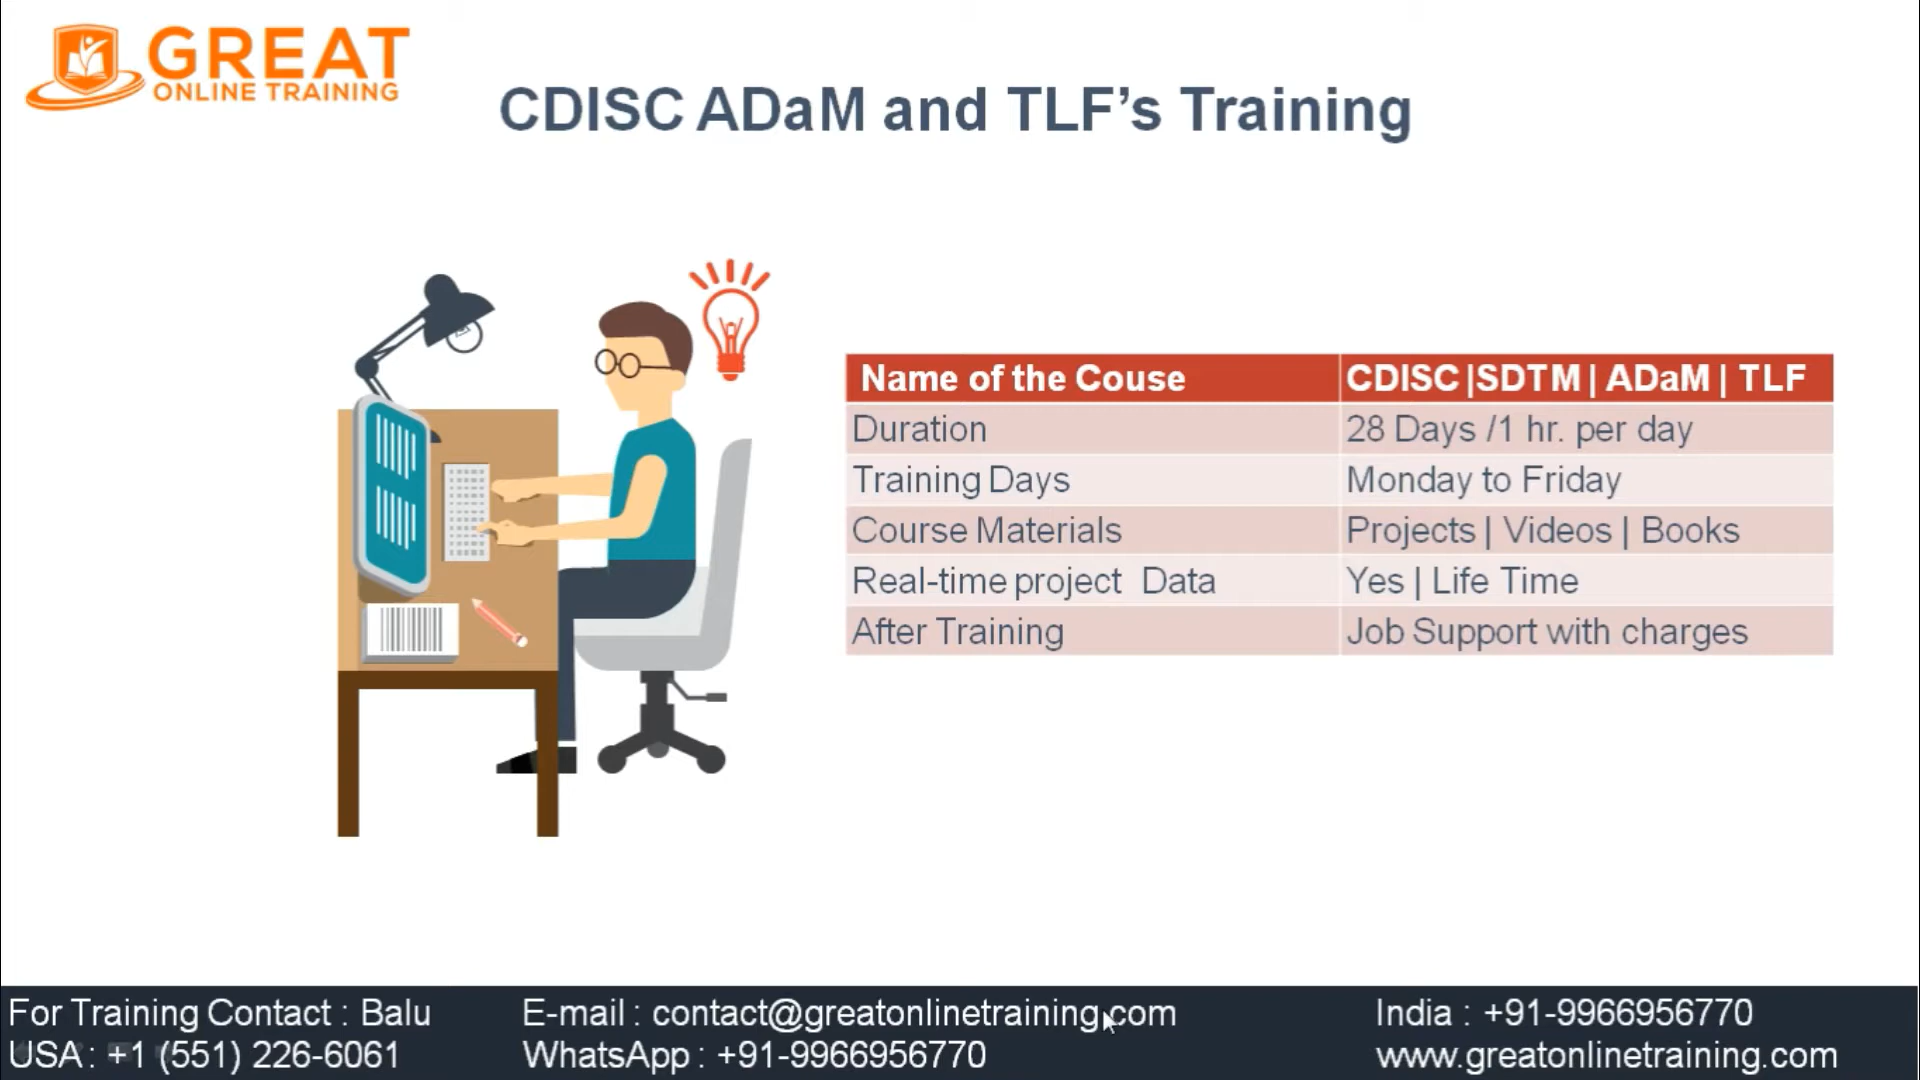 GREAT
ONLINE TRAINING
CDISC ADaM and TLF’s Training
Name of the Couse CDISC |SDTM | ADaM | TLF
Duration 28 Days /1 hr. per day
Training Days Monday to Friday
Course Materials Projects | Videos | Books
Real-time project Data Yes | Life Time
After Training Job Support with charges
For Training Contact : Balu E-mail : contact@greatonlinetraining.com India : +91-9966956770
USA : +1 (551) 226-6061 WhatsApp : +91-9966956770 www.greatonlinetraining.com